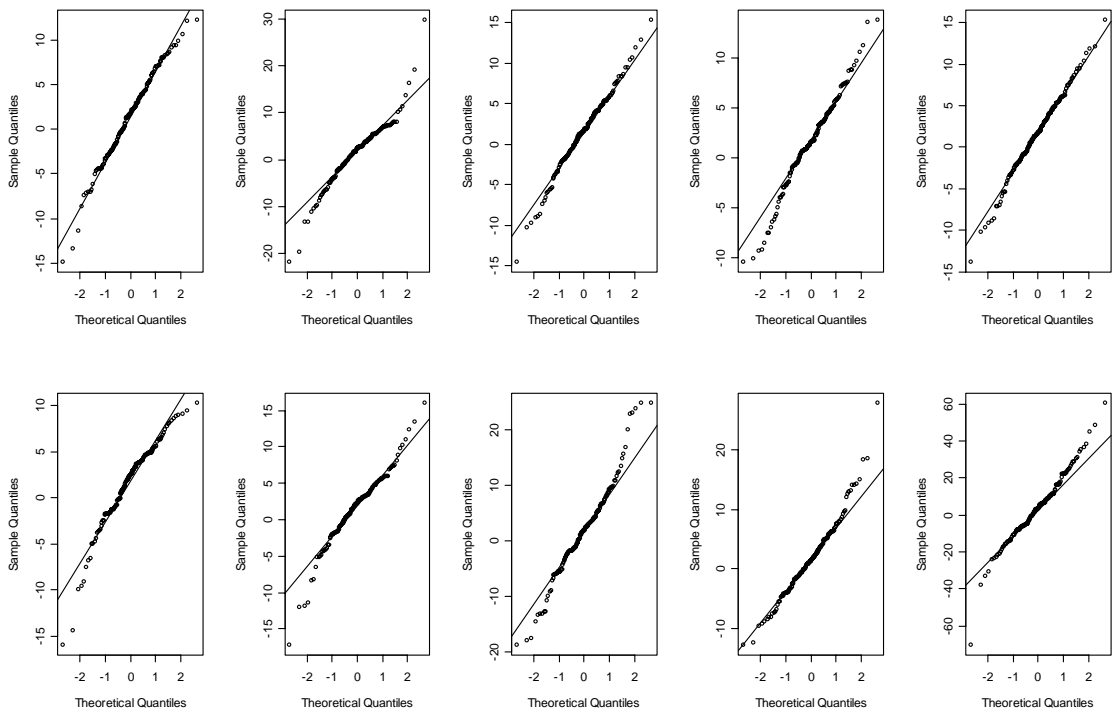 Sample Quantiles
-15 -10 -5 0 5 10
-2 -1 0 1 2
Theoretical Quantiles
Sample Quantiles
-20 -10 0 10 20 30
-2 -1 0 1 2
Theoretical Quantiles
Sample Quantiles
-15 -10 -5 0 5 10 15
-2 -1 0 1 2
Theoretical Quantiles
Sample Quantiles
-10 -5 0 5 10
-2 -1 0 1 2
Theoretical Quantiles
Sample Quantiles
-15 -10 -5 0 5 10 15
-2 -1 0 1 2
Theoretical Quantiles
Sample Quantiles
-15 -10 -5 0 5 10
-2 -1 0 1 2
Theoretical Quantiles
Sample Quantiles
-15 -10 -5 0 5 10 15
-2 -1 0 1 2
Theoretical Quantiles
Sample Quantiles
-20 -10 0 10 20
-2 -1 0 1 2
Theoretical Quantiles
Sample Quantiles
-10 0 10 20
-2 -1 0 1 2
Theoretical Quantiles
Sample Quantiles
-60 -40 -20 0 20 40 60
-2 -1 0 1 2
Theoretical Quantiles